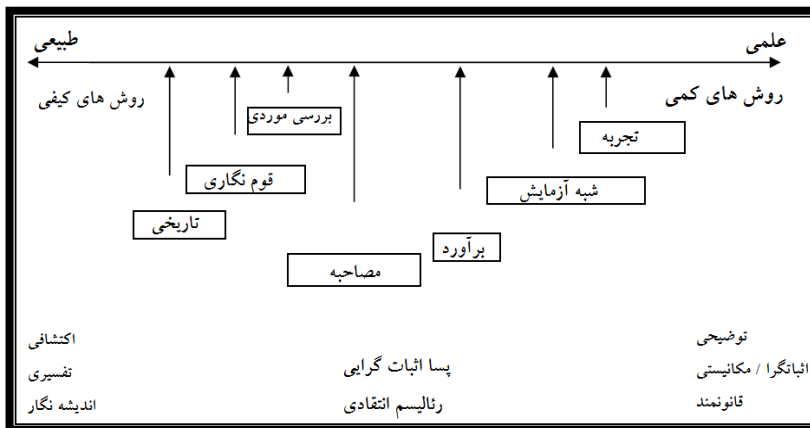 علمی
طبیعی
روش های کمی
روش های کیفی
تجربه
بررسی موردی
شبه آزمایش
قوم نگاری
تاریخی
برآورد
مصاحبه
توضیحی
اکتشافی
پسا اثبات گرایی
اثباتگرا / مکانیستی
تفسیری
رئالیسم انتقادی
قانونمند
اندیشه نگار